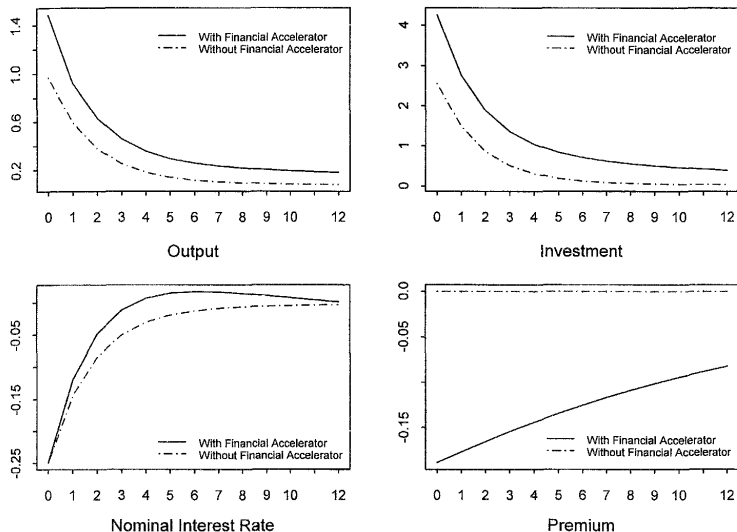 1.4
1.0
0.6
0.2
With Financial Accelerator
Without Financial Accelerator
0 1 2 3 4 5 6 7 8 9 10 12
Output
4
3
2
1
0
With Financial Accelerator
Without Financial Accelerator
0 1 2 3 4 5 6 7 8 9 10 12
Investment
-0.05
-0.15
-0.25
With Financial Accelerator
Without Financial Accelerator
0 1 2 3 4 5 6 7 8 9 10 12
Nominal Interest Rate
0.0
-0.05
-0.15
With Financial Accelerator
Without Financial Accelerator
0 1 2 3 4 5 6 7 8 9 10 12
Premium